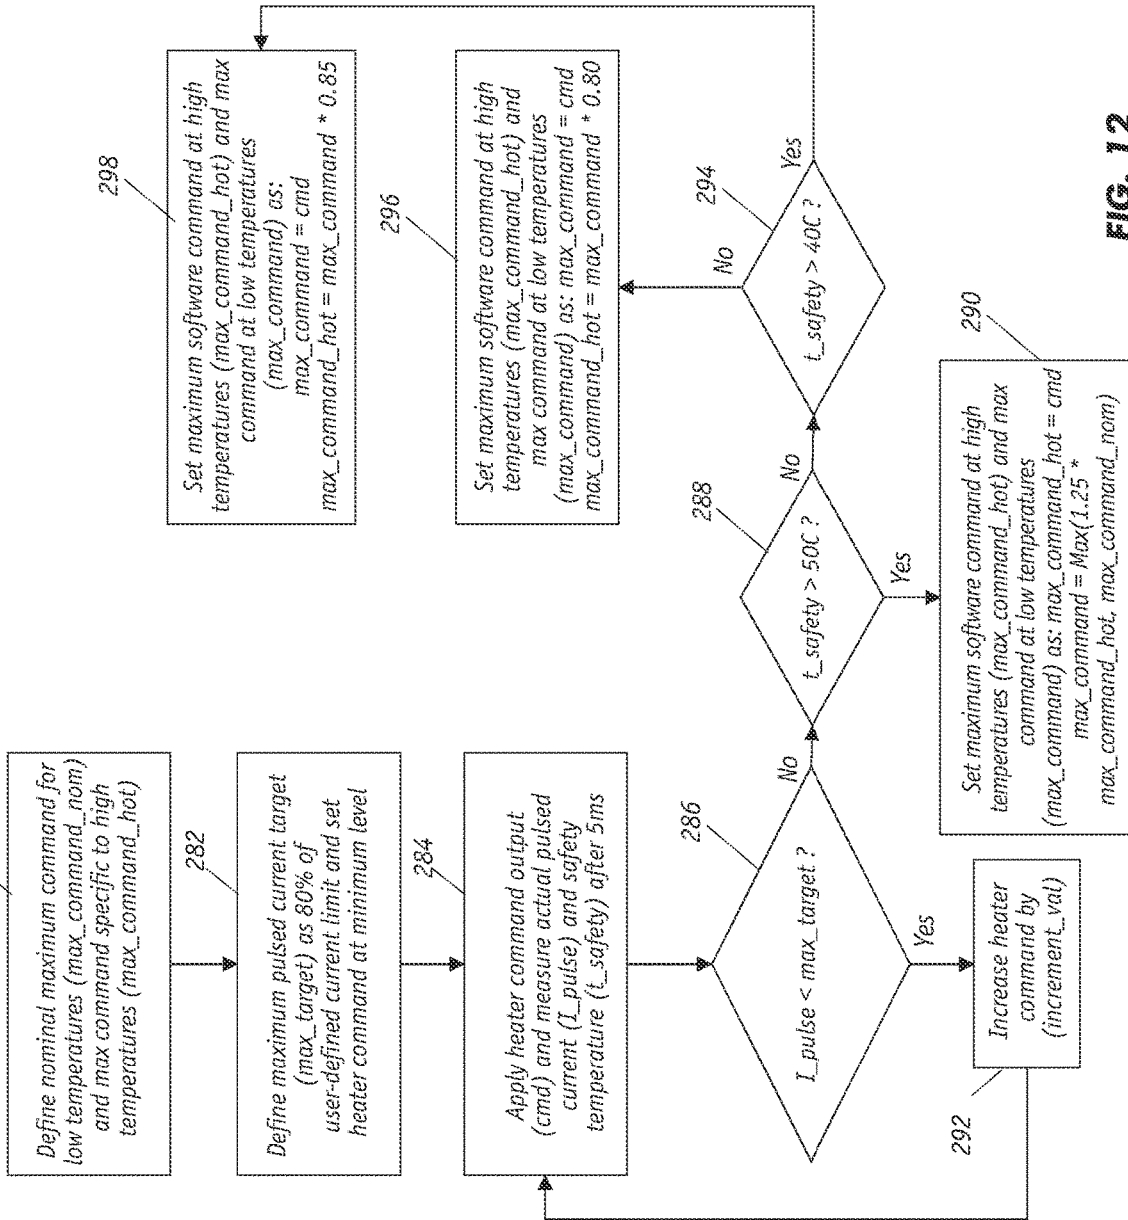 Define nominal maximum command for
low temperatures (max_command_nom)
and max command specific to high
temperatures (max_command_hot)
282
Define maximum pulsed current target
(max_target) as 80% of
user-defined current limit and set
heater command at minimum level
284
Apply heater command output
(cmd) and measure actual pulsed
current (I_pulse) and safety
temperature (t_safety) after 5ms
286
I_pulse < max_target ?
Yes
No
292
Increase heater
command by
(increment_val)
288
t_safety > 50C ?
Yes
No
290
Set maximum software command at high
temperatures (max_command_hot) and max
command at low temperatures
(max_command) as: max_command_hot = cmd
max_command = Max(1.25 *
max_command_hot, max_command_nom)
294
t_safety > 40C ?
No
Yes
296
Set maximum software command at high
temperatures (max_command_hot) and
max command at low temperatures
(max_command) as: max_command = cmd
max_command_hot = max_command * 0.80
298
Set maximum software command at high
temperatures (max_command_hot) and max
command at low temperatures
(max_command) as:
max_command = cmd
max_command_hot = max_command * 0.85
FIG. 12